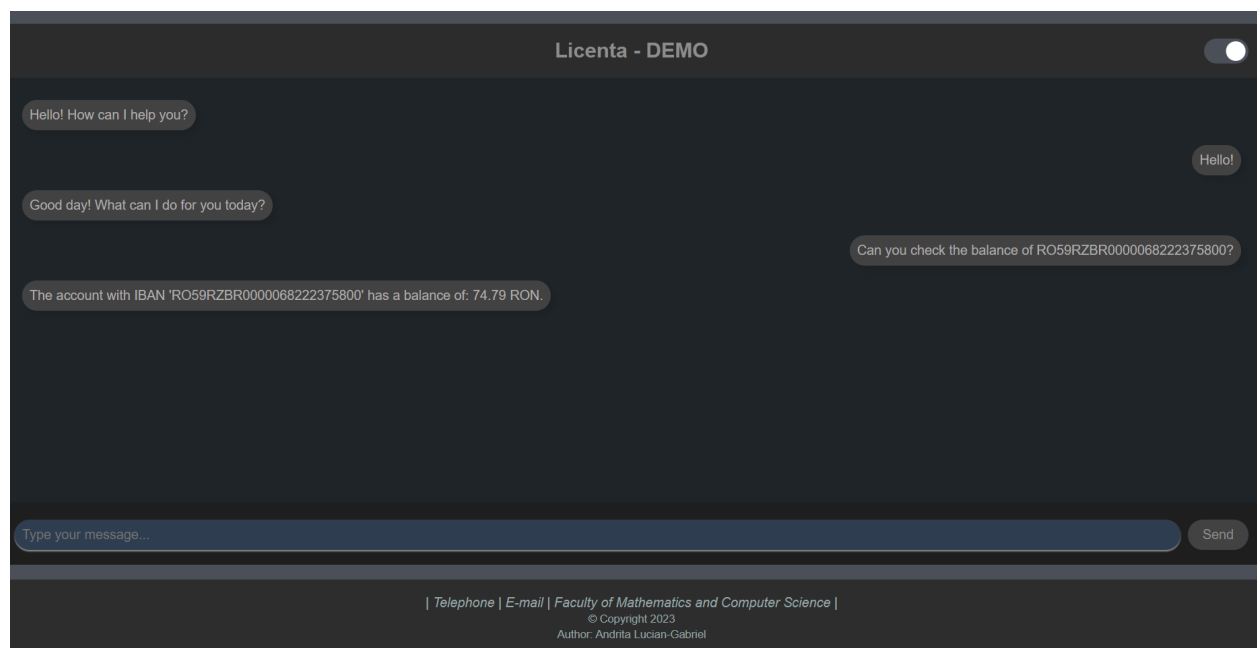 Licenta - DEMO
Hello! How can I help you?
Hello!
Good day! What can I do for you today?
Can you check the balance of RO59RZBR0000068222375800?
The account with IBAN 'RO59RZBR0000068222375800' has a balance of: 74.79 RON.
Type your message...
Send
| Telephone | E-mail | Faculty of Mathematics and Computer Science |
© Copyright 2023
Author: Andrita Lucian-Gabriel